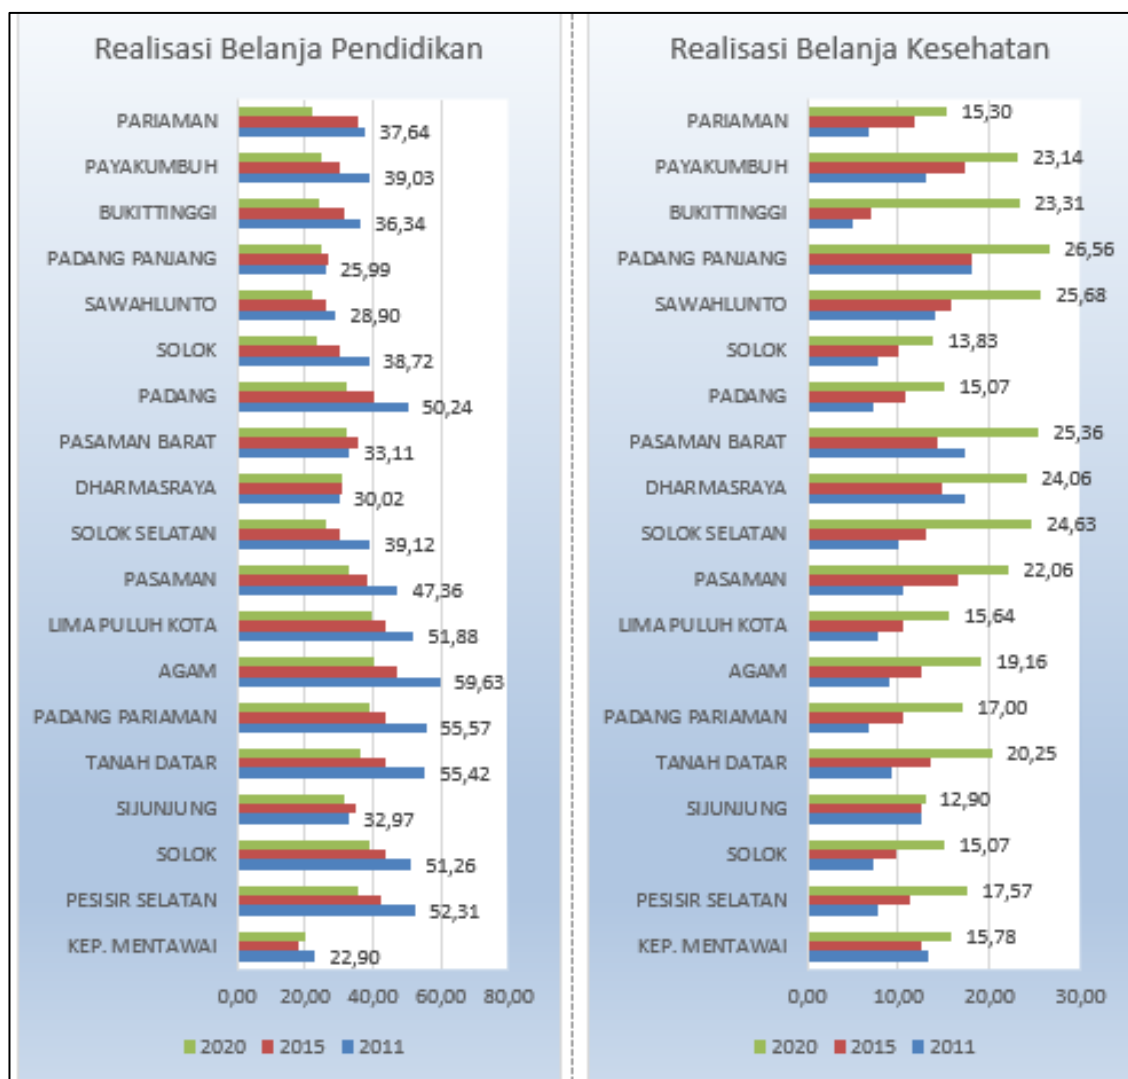 Realisasi Belanja Pendidikan
PARIAMAN 37,64
PAYAKUMBUH 39,03
BUKITTINGGI 36,34
PADANG PANJANG 25,99
SAWAHLUNTO 28,90
SOLOK 38,72
PADANG 50,24
PASAMAN BARAT 33,11
DHARMASRAYA 30,02
SOLOK SELATAN 39,12
PASAMAN 47,36
LIMA PULUH KOTA 51,88
AGAM 59,63
PADANG PARIAMAN 55,57
TANAH DATAR 55,42
SIJUNJUNG 32,97
SOLOK 51,26
PESISIR SELATAN 52,31
KEP. MENTAWAI 22,90
0,00 20,00 40,00 60,00 80,00
2020 2015 2011
Realisasi Belanja Kesehatan
PARIAMAN 15,30
PAYAKUMBUH 23,14
BUKITTINGGI 23,31
PADANG PANJANG 26,56
SAWAHLUNTO 25,68
SOLOK 13,83
PADANG 15,07
PASAMAN BARAT 25,36
DHARMASRAYA 24,06
SOLOK SELATAN 24,63
PASAMAN 22,06
LIMA PULUH KOTA 15,64
AGAM 19,16
PADANG PARIAMAN 17,00
TANAH DATAR 20,25
SIJUNJUNG 12,90
SOLOK 15,07
PESISIR SELATAN 17,57
KEP. MENTAWAI 15,78
0,00 10,00 20,00 30,00
2020 2015 2011